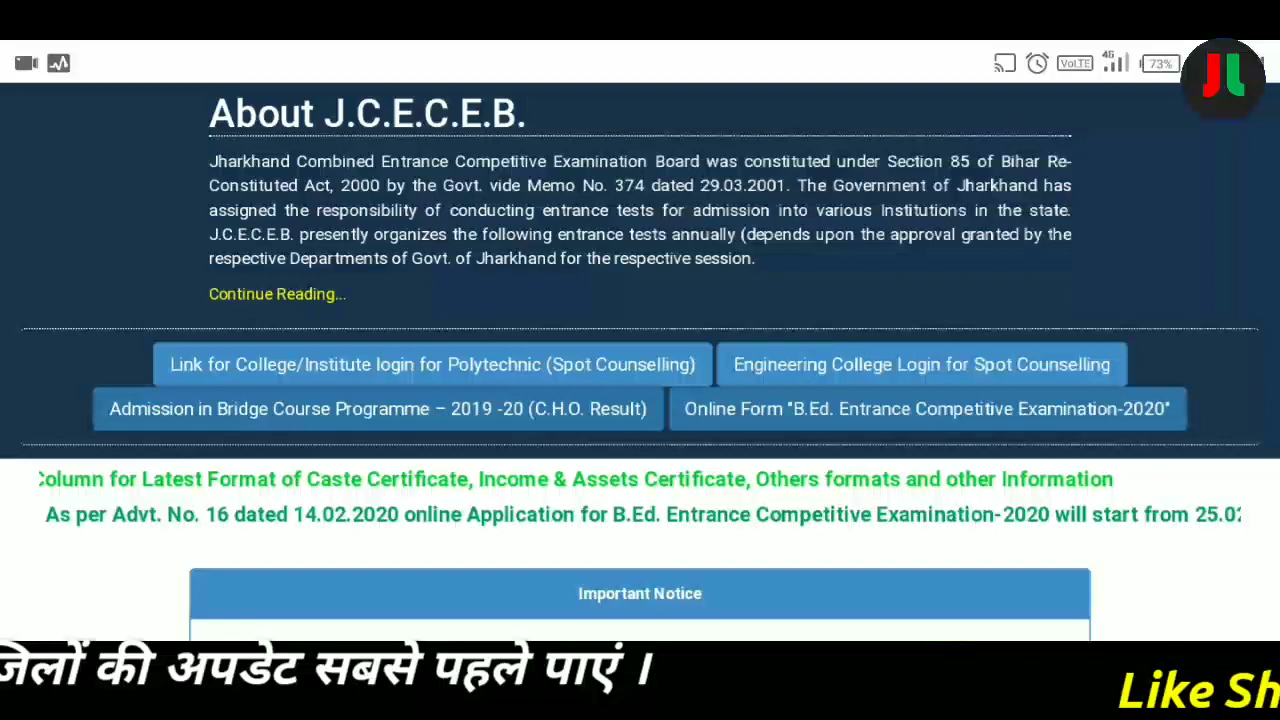 VoLTE 4G 73%
JL
About J.C.E.C.E.B.
Jharkhand Combined Entrance Competitive Examination Board was constituted under Section 85 of Bihar Re-
Constituted Act, 2000 by the Govt. vide Memo No. 374 dated 29.03.2001. The Government of Jharkhand has
assigned the responsibility of conducting entrance tests for admission into various Institutions in the state.
J.C.E.C.E.B. presently organizes the following entrance tests annually (depends upon the approval granted by the
respective Departments of Govt. of Jharkhand for the respective session.
Continue Reading...
Link for College/Institute login for Polytechnic (Spot Counselling) Engineering College Login for Spot Counselling
Admission in Bridge Course Programme – 2019 -20 (C.H.O. Result) Online Form "B.Ed. Entrance Competitive Examination-2020"
Column for Latest Format of Caste Certificate, Income & Assets Certificate, Others formats and other Information
As per Advt. No. 16 dated 14.02.2020 online Application for B.Ed. Entrance Competitive Examination-2020 will start from 25.02
Important Notice
जिलों की अपडेट सबसे पहले पाएं ।
Like Sh